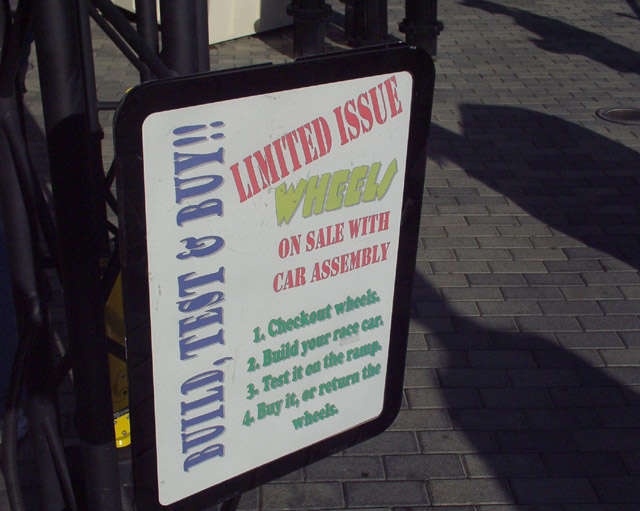 BUILD, TEST & BUY!!
LIMITED ISSUE
WHEELS
ON SALE WITH
CAR ASSEMBLY
1. Checkout wheels.
2. Build your race car.
3. Test it on the ramp.
4. Buy it, or return the
wheels.